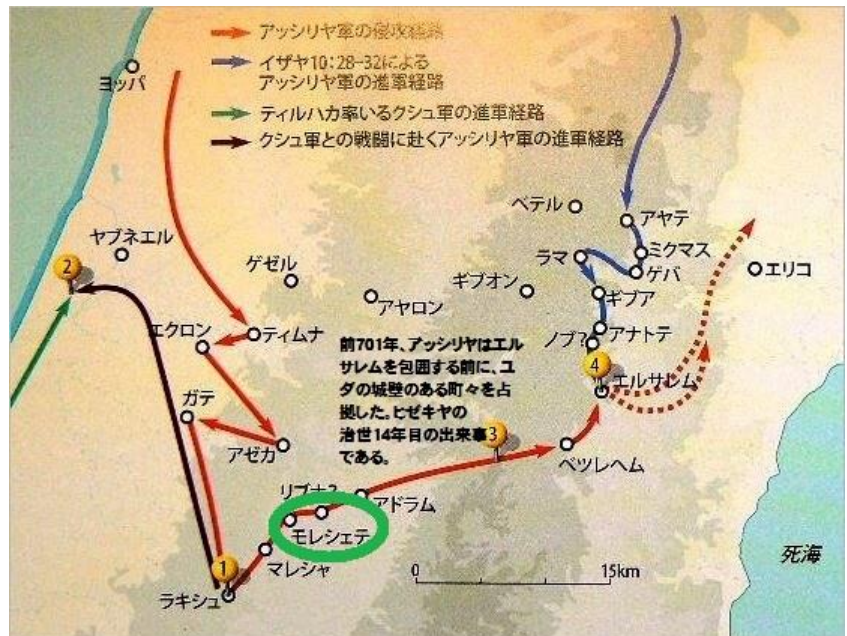 アッシリヤ軍の侵攻経路
イザヤ10:28-32による
アッシリヤ軍の進軍経路
ティルハカ率いるクシュ軍の進軍経路
クシュ軍との戦闘に赴くアッシリヤ軍の進軍経路
ヨッパ
ベテル
アヤテ
ヤブネエル
ミクマス
ラマ
ゲバ
エリコ
2
ゲゼル
ギブオン
ギブア
アヤロン
エクロン
ティムナ
アナトテ
ノブ?
前701年、アッシリヤはエル
サレムを包囲する前に、ユ
ダの城壁のある町々を占
拠した。ヒゼキヤの
治世14年目の出来事
である。
4
エルサレム
ガテ
アゼカ
3
ベツレヘム
リブナ?
アドラム
モレシェテ
マレシャ
1
ラキシュ
0
15km
死海